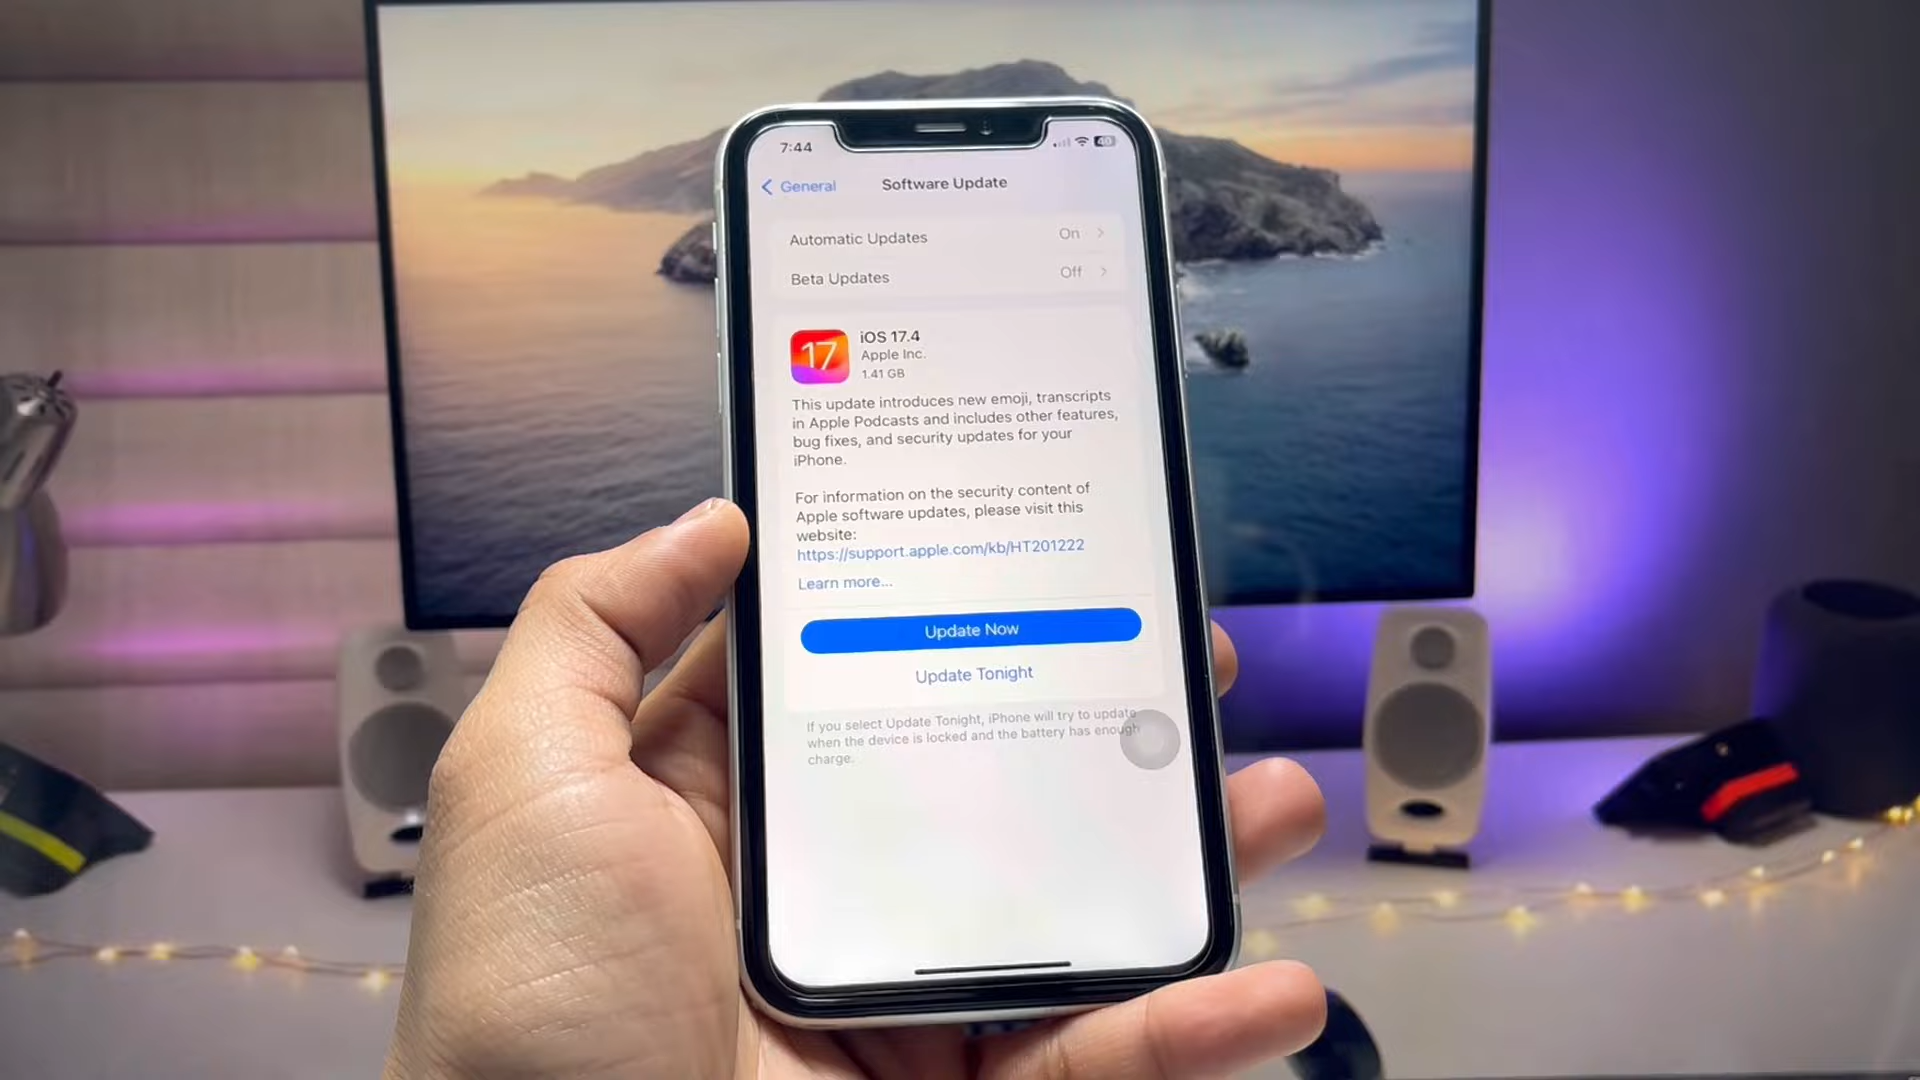 7:44
40
General
Software Update
Automatic Updates On
Beta Updates Off
17
iOS 17.4
Apple Inc.
1.41 GB
This update introduces new emoji, transcripts
in Apple Podcasts and includes other features,
bug fixes, and security updates for your
iPhone.
For information on the security content of
Apple software updates, please visit this
website:
https://support.apple.com/kb/HT201222
Learn more...
Update Now
Update Tonight
If you select Update Tonight, iPhone will try to update
when the device is locked and the battery has enough
charge.